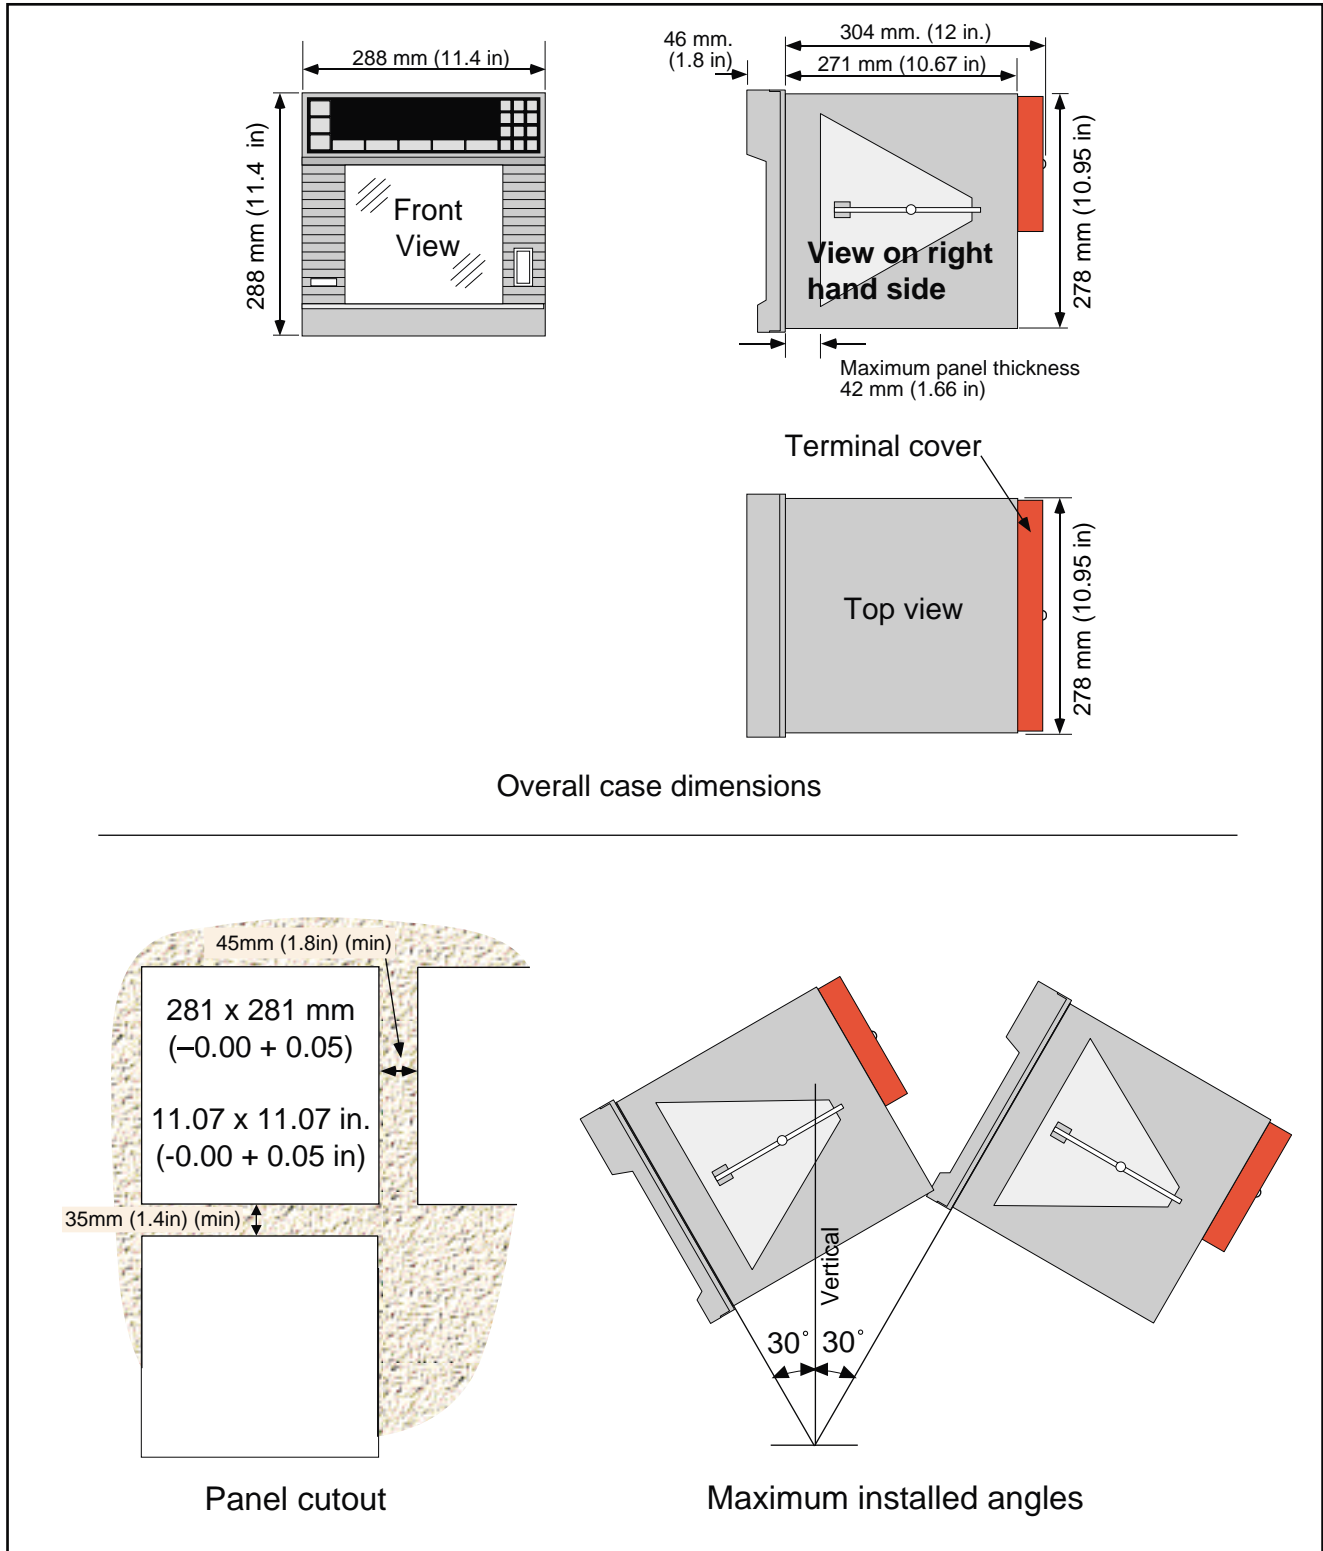 288 mm (11.4 in)
288 mm (11.4 in)
Front
View
46 mm.
(1.8 in)
304 mm. (12 in.)
271 mm (10.67 in)
278 mm (10.95 in)
View on right
hand side
Maximum panel thickness
42 mm (1.66 in)
Terminal cover
Top view
278 mm (10.95 in)
Overall case dimensions
45mm (1.8in) (min)
281 x 281 mm
(–0.00 + 0.05)
11.07 x 11.07 in.
(-0.00 + 0.05 in)
35mm (1.4in) (min)
Panel cutout
Vertical
30° 30°
Maximum installed angles